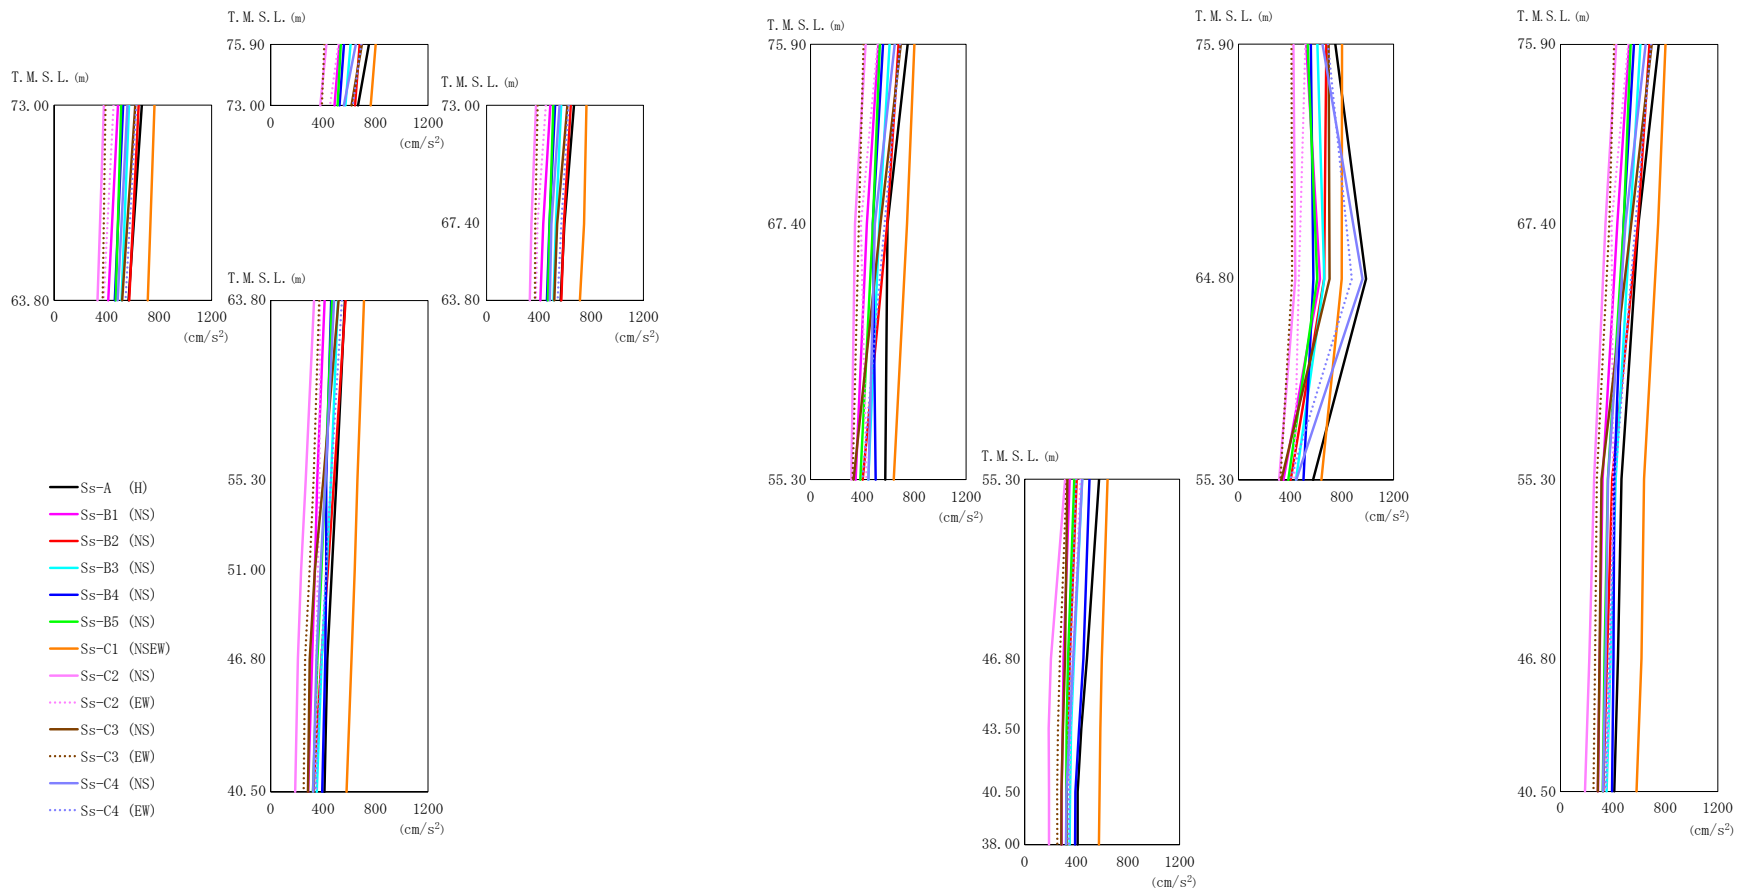 T.M.S.L.(m)
73.00
63.80
0 400 800 1200
(cm/s²)
T.M.S.L.(m)
75.90
73.00
0 400 800 1200
(cm/s²)
T.M.S.L.(m)
73.00
67.40
63.80
0 400 800 1200
(cm/s²)
T.M.S.L.(m)
63.80
55.30
51.00
46.80
40.50
0 400 800 1200
(cm/s²)
Ss-A (H)
Ss-B1 (NS)
Ss-B2 (NS)
Ss-B3 (NS)
Ss-B4 (NS)
Ss-B5 (NS)
Ss-C1 (NSEW)
Ss-C2 (NS)
Ss-C2 (EW)
Ss-C3 (NS)
Ss-C3 (EW)
Ss-C4 (NS)
Ss-C4 (EW)
T.M.S.L.(m)
75.90
67.40
55.30
0 400 800 1200
(cm/s²)
T.M.S.L.(m)
55.30
46.80
43.50
40.50
38.00
0 400 800 1200
(cm/s²)
T.M.S.L.(m)
75.90
67.40
64.80
55.30
0 400 800 1200
(cm/s²)
T.M.S.L.(m)
75.90
67.40
55.30
46.80
40.50
0 400 800 1200
(cm/s²)